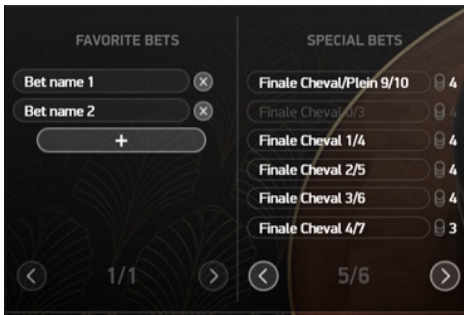 FAVORITE BETS
Bet name 1 X
Bet name 2 X
+
< 1/1 >
SPECIAL BETS
Finale Cheval/Plein 9/10 4
Finale Cheval 0/3 4
Finale Cheval 1/4 4
Finale Cheval 2/5 4
Finale Cheval 3/6 4
Finale Cheval 4/7 3
< 5/6 >